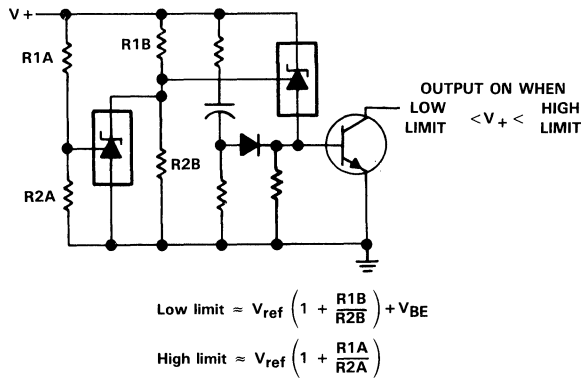 V+
R1A
R1B
R2A
R2B
OUTPUT ON WHEN
LOW LIMIT < V+ < HIGH LIMIT
Low limit ≈ Vref (1 + R1B/R2B) + VBE
High limit ≈ Vref (1 + R1A/R2A)